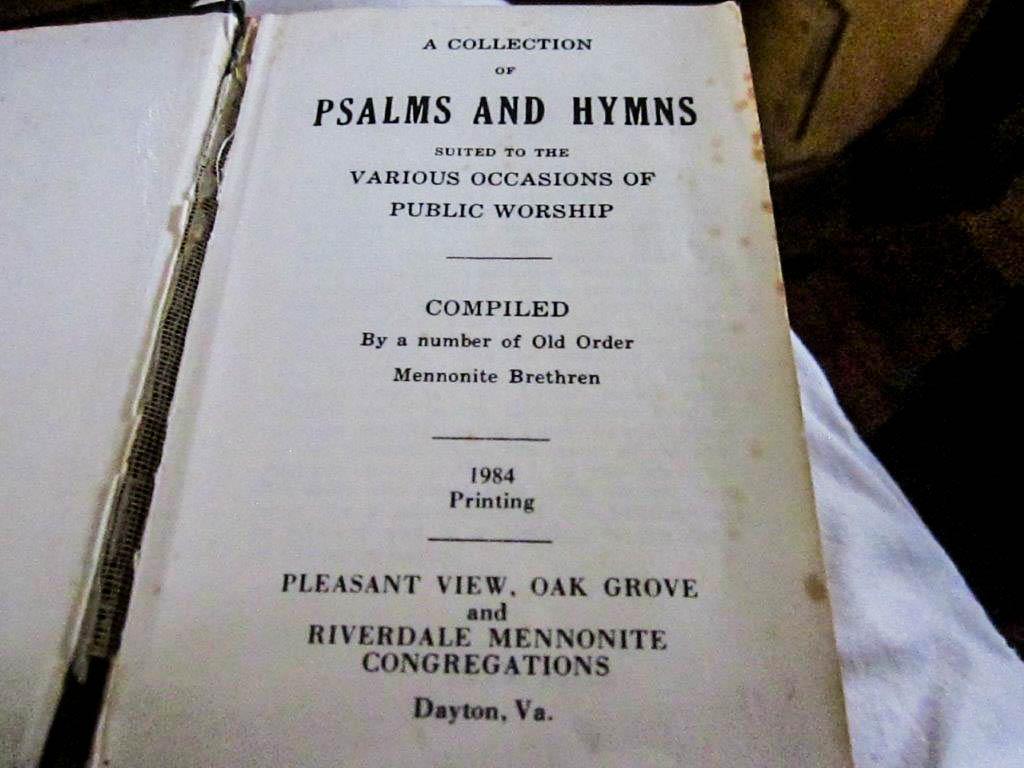 A COLLECTION
OF
PSALMS AND HYMNS
SUITED TO THE
VARIOUS OCCASIONS OF
PUBLIC WORSHIP
COMPILED
By a number of Old Order
Mennonite Brethren
1984
Printing
PLEASANT VIEW, OAK GROVE
and
RIVERDALE MENNONITE
CONGREGATIONS
Dayton, Va.